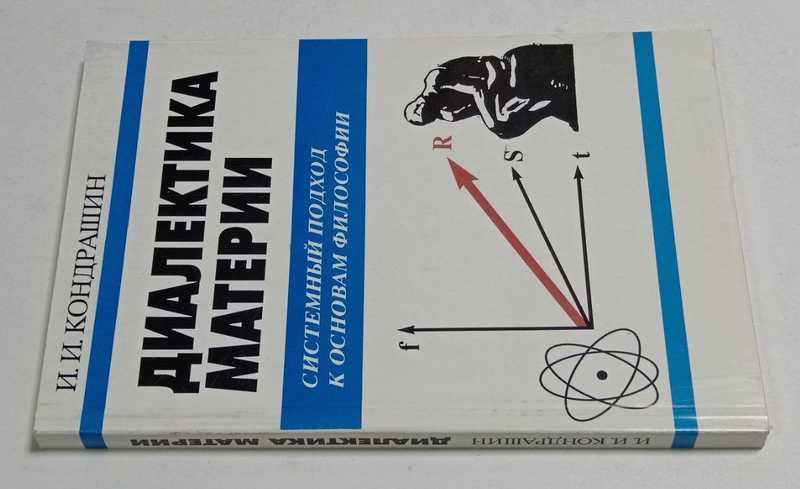 И. И. КОНДРАШИН
ДИАЛЕКТИКА
МАТЕРИИ
СИСТЕМНЫЙ ПОДХОД
К ОСНОВАМ ФИЛОСОФИИ
f
R
S
t
И. И. КОНДРАШИН ДИАЛЕКТИКА МАТЕРИИ